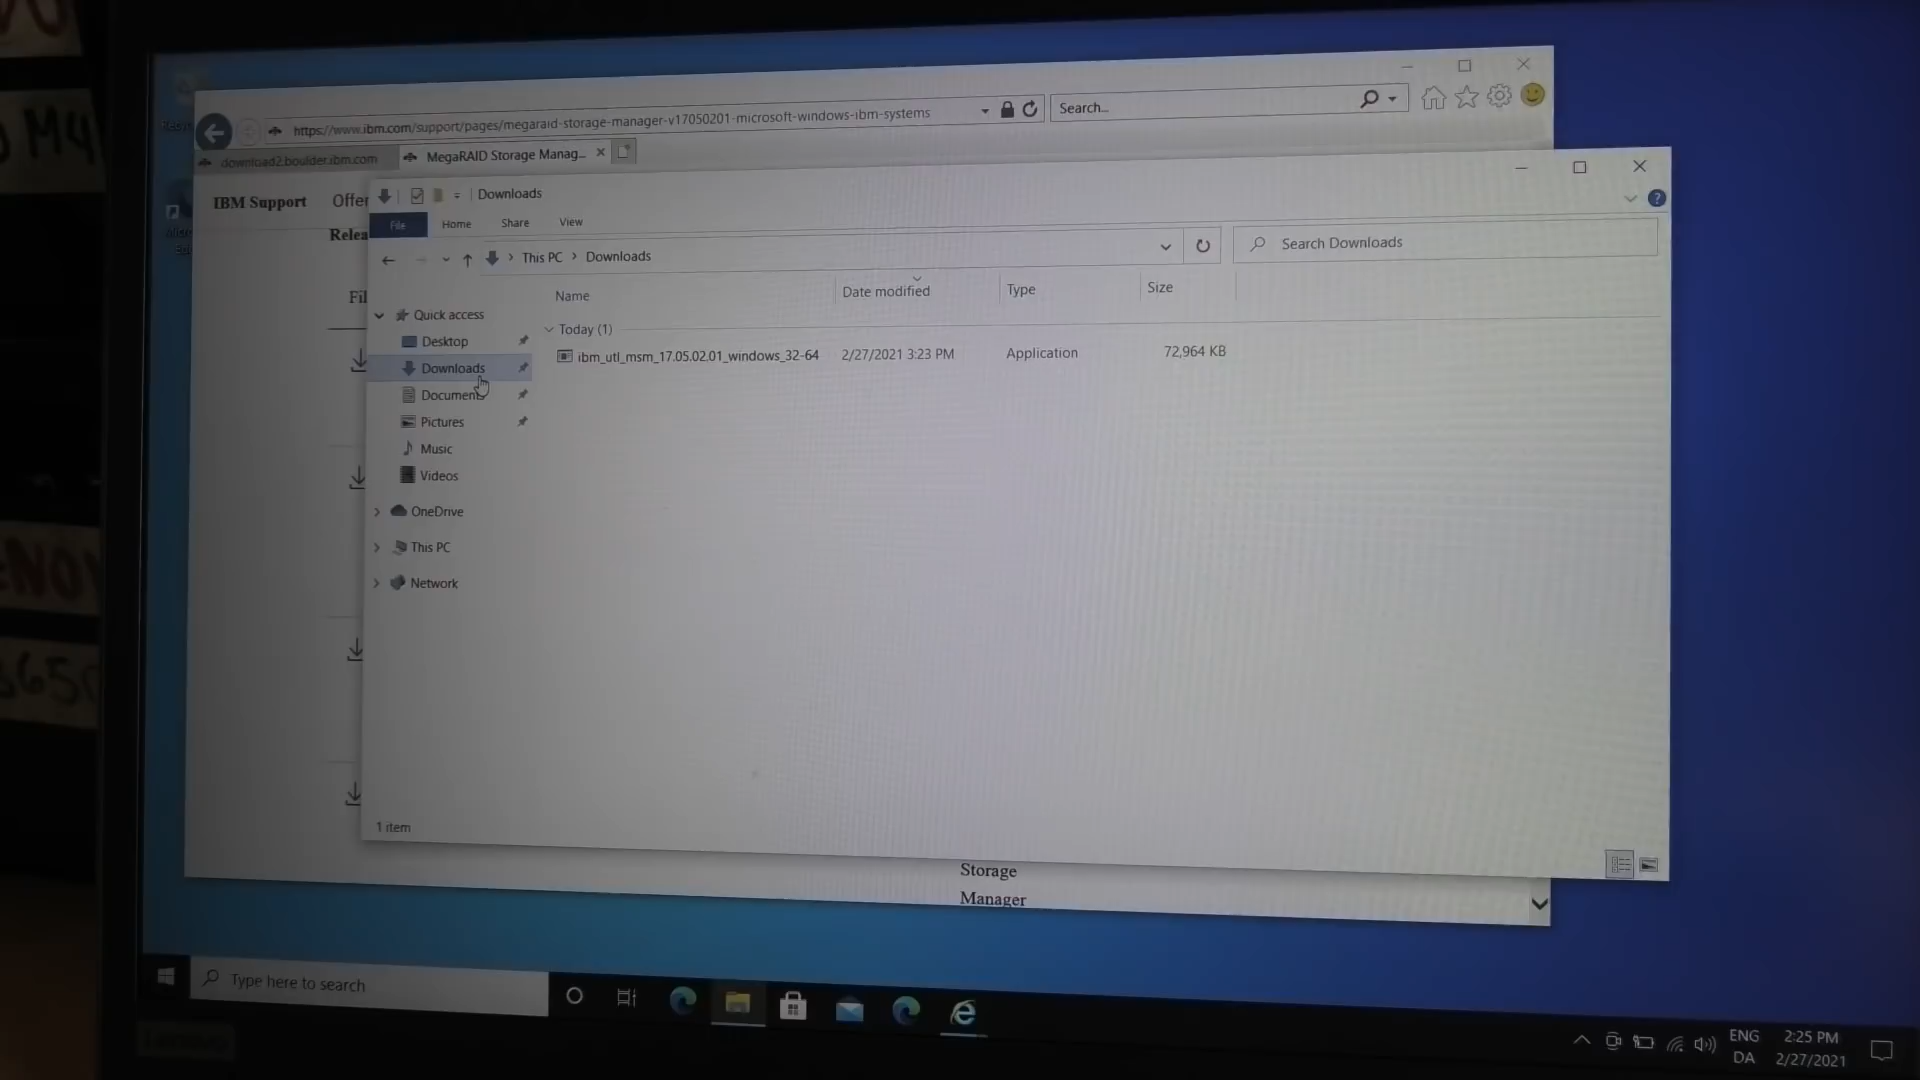 https://www.ibm.com/support/pages/megaraid-storage-manager-v17050201-microsoft-windows-ibm-systems
Search...
download2.boulder.ibm.com
MegaRAID Storage Manag...
IBM Support
Offer
Relea
Downloads
File
Home
Share
View
This PC > Downloads
Search Downloads
Name
Date modified
Type
Size
Fil
Quick access
Today (1)
Desktop
ibm_utl_msm_17.05.02.01_windows_32-64
2/27/2021 3:23 PM
Application
72,964 KB
Downloads
Documents
Pictures
Music
Videos
OneDrive
This PC
Network
1 item
Storage
Manager
Type here to search
ENG
DA
2:25 PM
2/27/2021
Lenovo